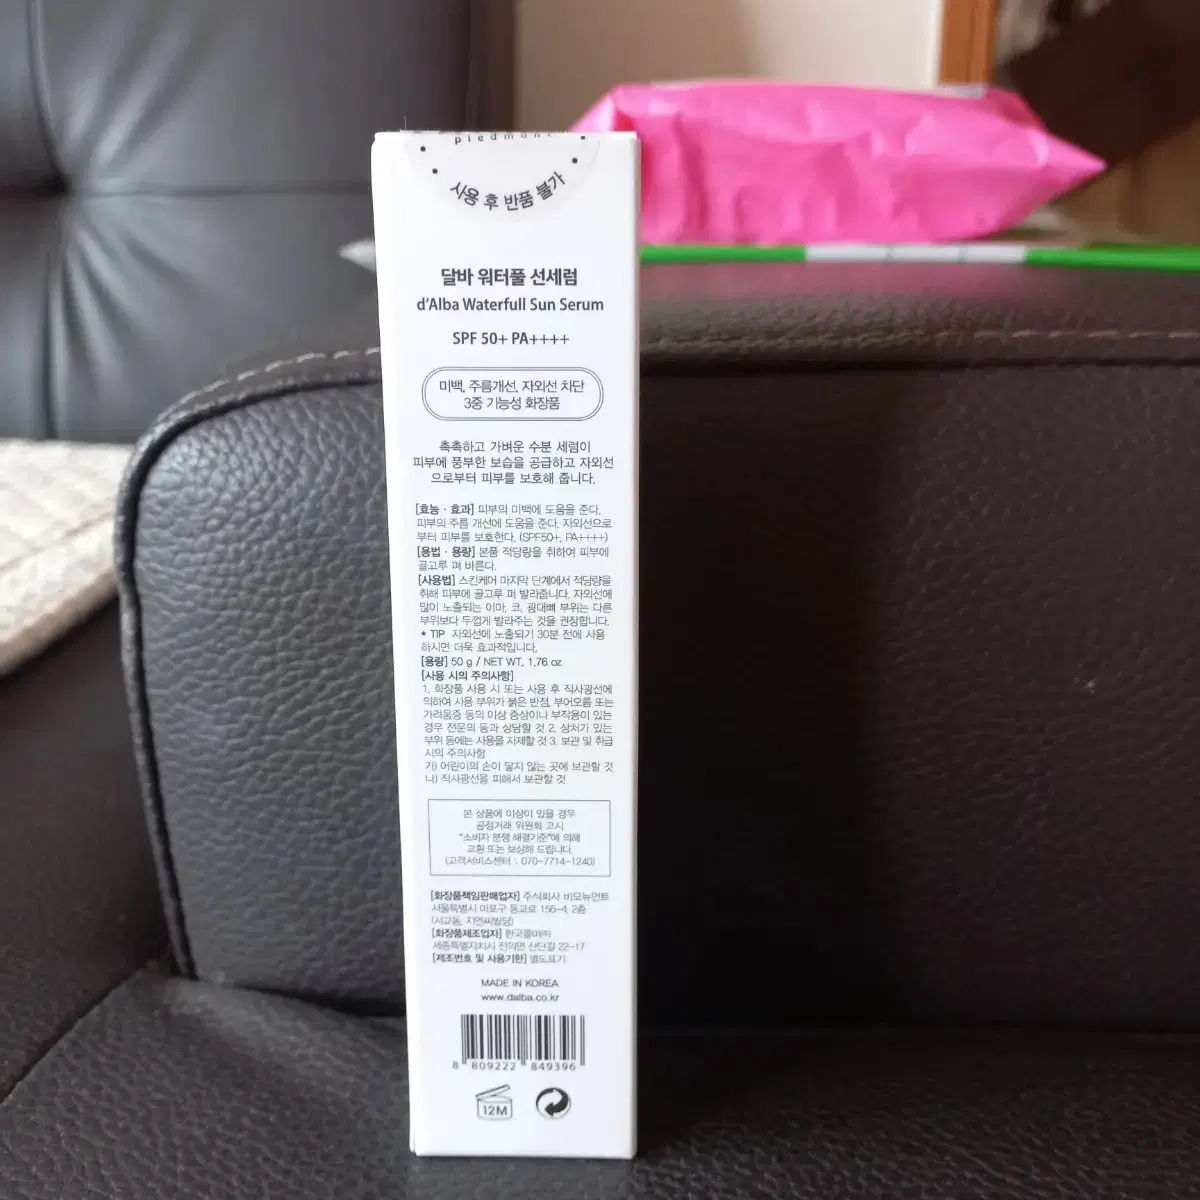 piedmont
사용 후 반품 불가
달바 워터풀 선세럼
d'Alba Waterfull Sun Serum
SPF 50+ PA++++
미백, 주름개선, 자외선 차단
3중 기능성 화장품
촉촉하고 가벼운 수분 세럼이
피부에 풍부한 보습을 공급하고 자외선
으로부터 피부를 보호해 줍니다.
[효능 · 효과] 피부의 미백에 도움을 준다.
피부의 주름 개선에 도움을 준다. 자외선으로
부터 피부를 보호한다. (SPF50+, PA++++)
[용법 · 용량] 본품 적당량을 취하여 피부에
골고루 펴 바른다.
[사용법] 스킨케어 마지막 단계에서 적당량을
취해 피부에 골고루 펴 발라줍니다. 자외선에
많이 노출되는 이마, 코, 광대뼈 부위는 다른
부위보다 두껍게 발라주는 것을 권장합니다.
* TIP 자외선에 노출되기 30분 전에 사용
하시면 더욱 효과적입니다.
[용량] 50 g / NET WT. 1.76 oz
[사용 시의 주의사항]
1. 화장품 사용 시 또는 사용 후 직사광선에
의하여 사용 부위가 붉은 반점, 부어오름 또는
가려움증 등의 이상 증상이나 부작용이 있는
경우 전문의 등과 상담할 것 2. 상처가 있는
부위 등에는 사용을 자제할 것 3. 보관 및 취급
시의 주의사항
가) 어린이의 손이 닿지 않는 곳에 보관할 것
나) 직사광선을 피해서 보관할 것
본 상품에 이상이 있을 경우
공정거래 위원회 고시
"소비자 분쟁 해결기준"에 의해
교환 또는 보상해 드립니다.
(고객서비스센터 : 070-7714-1240)
[화장품책임판매업자] 주식회사 비모뉴먼트
서울특별시 마포구 동교로 156-4, 2층
(서교동, 지엔씨빌딩)
[화장품제조업자] 한국콜마㈜
세종특별자치시 전의면 산단길 22-17
[제조번호 및 사용기한] 별도표기
MADE IN KOREA
www.dalba.co.kr
8 809222 849396
12M